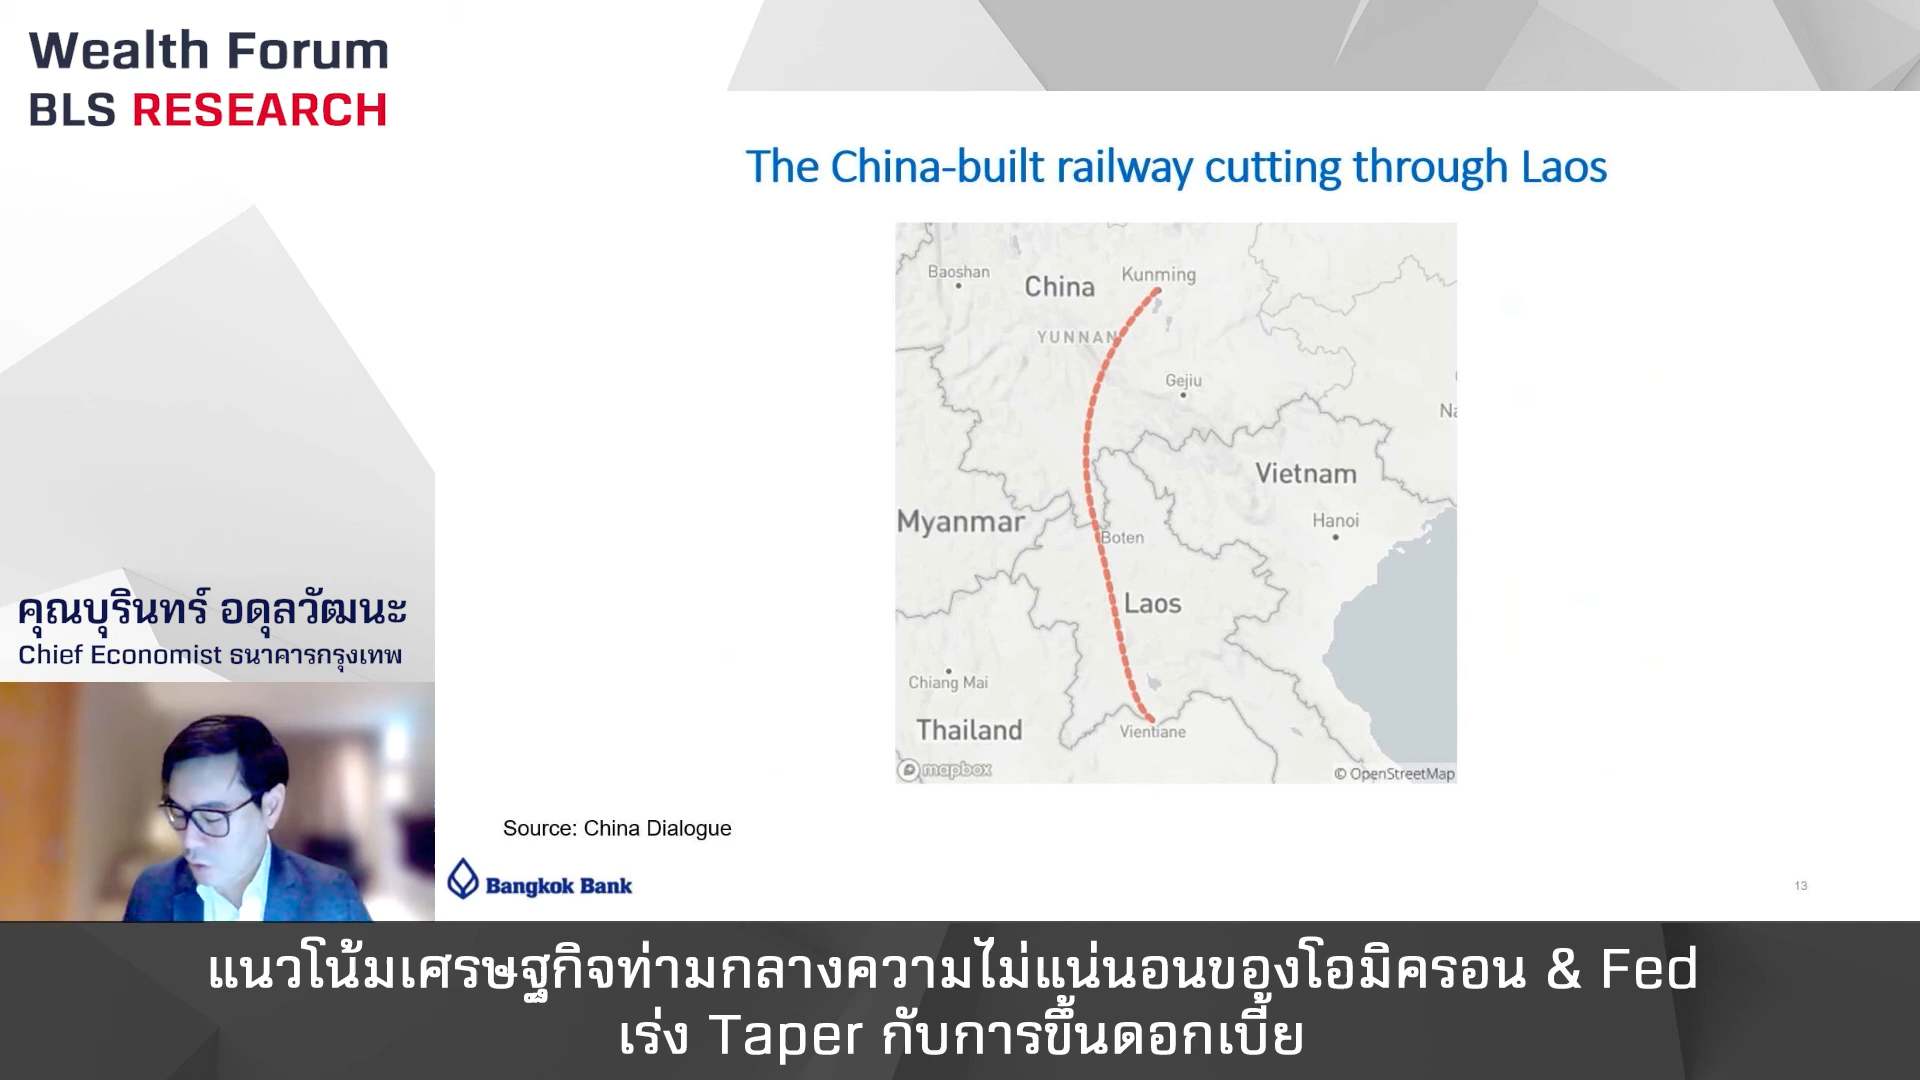 Wealth Forum
BLS RESEARCH
The China-built railway cutting through Laos
Baoshan
China
Kunming
YUNNAN
Gejiu
Vietnam
Hanoi
Myanmar
Boten
Laos
Chiang Mai
Thailand
Vientiane
mapbox
© OpenStreetMap
Source: China Dialogue
Bangkok Bank
13
คุณบุรินทร์ อดุลวัฒนะ
Chief Economist ธนาคารกรุงเทพ
แนวโน้มเศรษฐกิจท่ามกลางความไม่แน่นอนของโอมิครอน & Fed
เร่ง Taper กับการขึ้นดอกเบี้ย